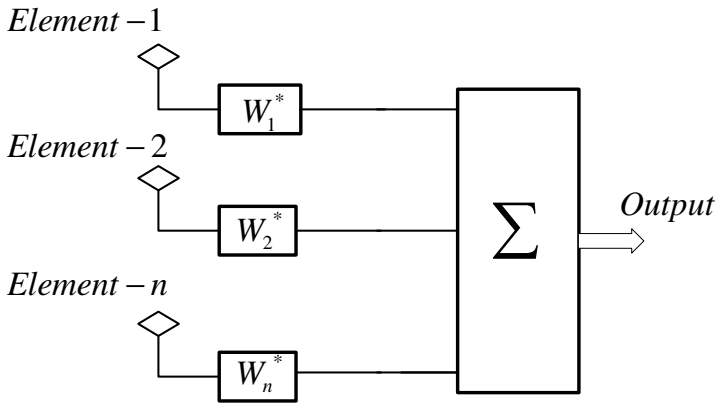 Element − 1
W₁*
Element − 2
W₂*
∑
Output
Element − n
Wₙ*